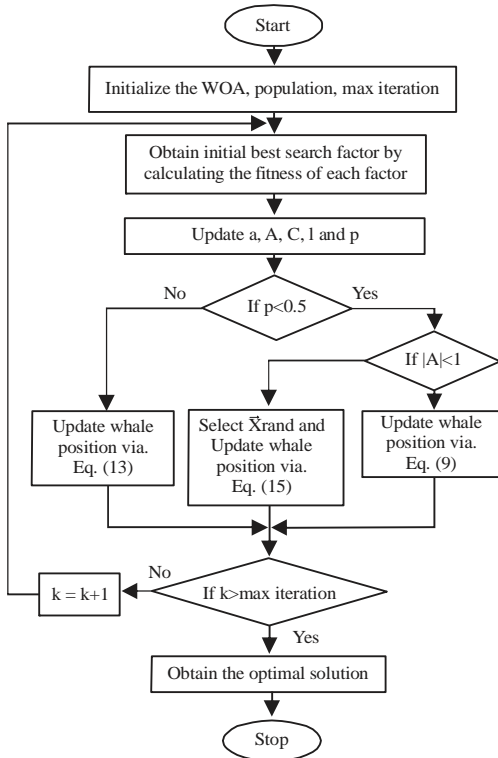 Start
Initialize the WOA, population, max iteration
Obtain initial best search factor by
calculating the fitness of each factor
Update a, A, C, l and p
No
If p<0.5
Yes
If |A|<1
Update whale
position via.
Eq. (13)
Select X⃗rand and
Update whale
position via.
Eq. (15)
Update whale
position via.
Eq. (9)
k = k+1
No
If k>max iteration
Yes
Obtain the optimal solution
Stop